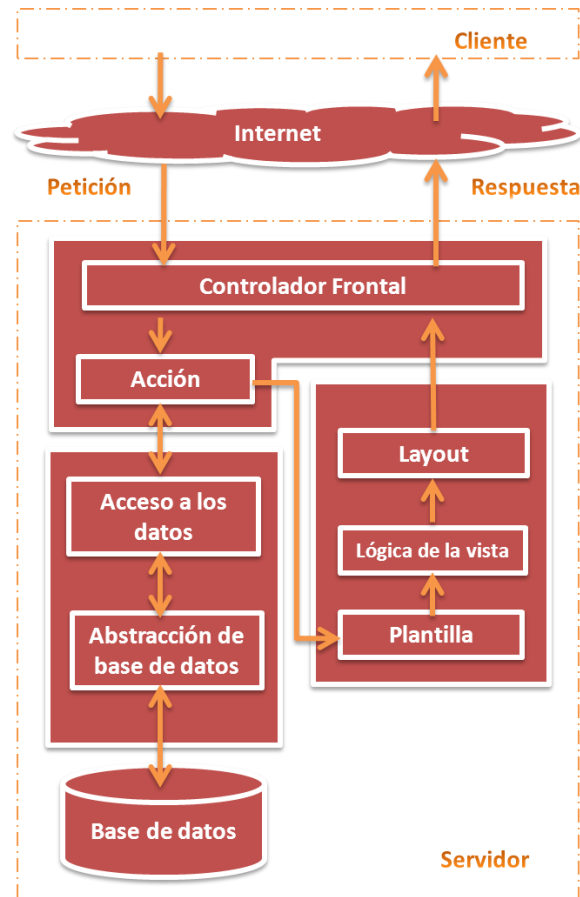 Cliente
Internet
Petición
Respuesta
Controlador Frontal
Acción
Acceso a los
datos
Abstracción de
base de datos
Base de datos
Layout
Lógica de la vista
Plantilla
Servidor